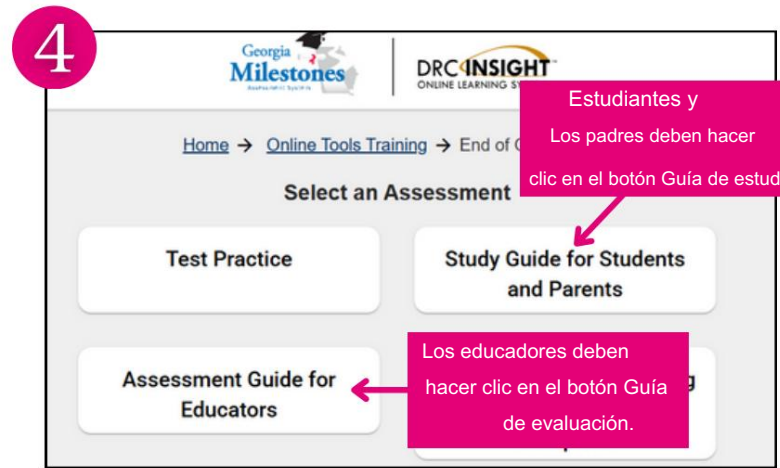 4
Georgia
Milestones
Assessment System
DRC INSIGHT
ONLINE LEARNING
Estudiantes y
Los padres deben hacer
clic en el botón Guía de estud
Home → Online Tools Training → End of
Select an Assessment
Test Practice
Study Guide for Students
and Parents
Los educadores deben
hacer clic en el botón Guía
de evaluación.
Assessment Guide for
Educators